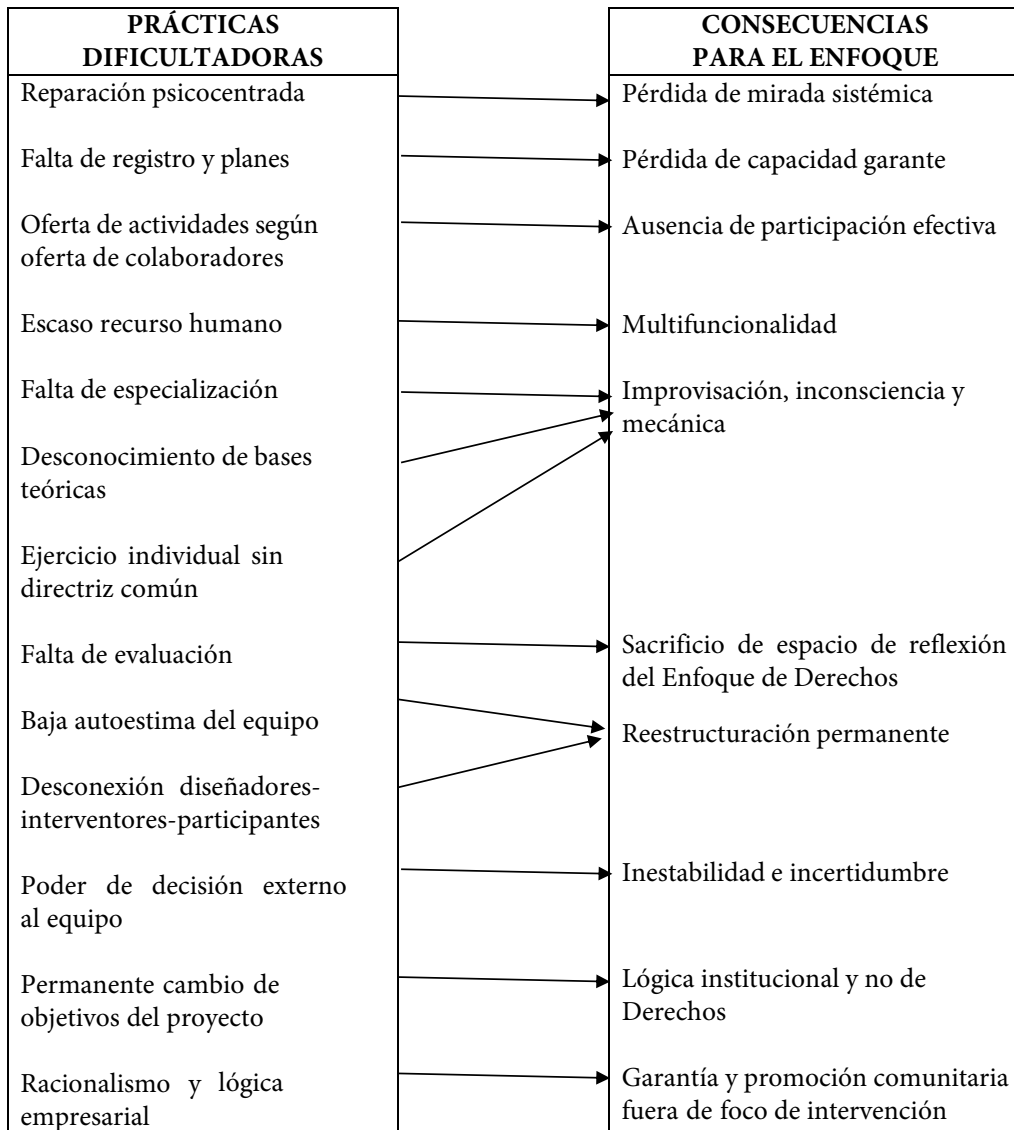 PRÁCTICAS
DIFICULTADORAS
Reparación psicocentrada
Falta de registro y planes
Oferta de actividades según
oferta de colaboradores
Escaso recurso humano
Falta de especialización
Desconocimiento de bases
teóricas
Ejercicio individual sin
directriz común
Falta de evaluación
Baja autoestima del equipo
Desconexión diseñadores-
interventores-participantes
Poder de decisión externo
al equipo
Permanente cambio de
objetivos del proyecto
Racionalismo y lógica
empresarial
CONSECUENCIAS
PARA EL ENFOQUE
Pérdida de mirada sistémica
Pérdida de capacidad garante
Ausencia de participación efectiva
Multifuncionalidad
Improvisación, inconsciencia y
mecánica
Sacrificio de espacio de reflexión
del Enfoque de Derechos
Reestructuración permanente
Inestabilidad e incertidumbre
Lógica institucional y no de
Derechos
Garantía y promoción comunitaria
fuera de foco de intervención